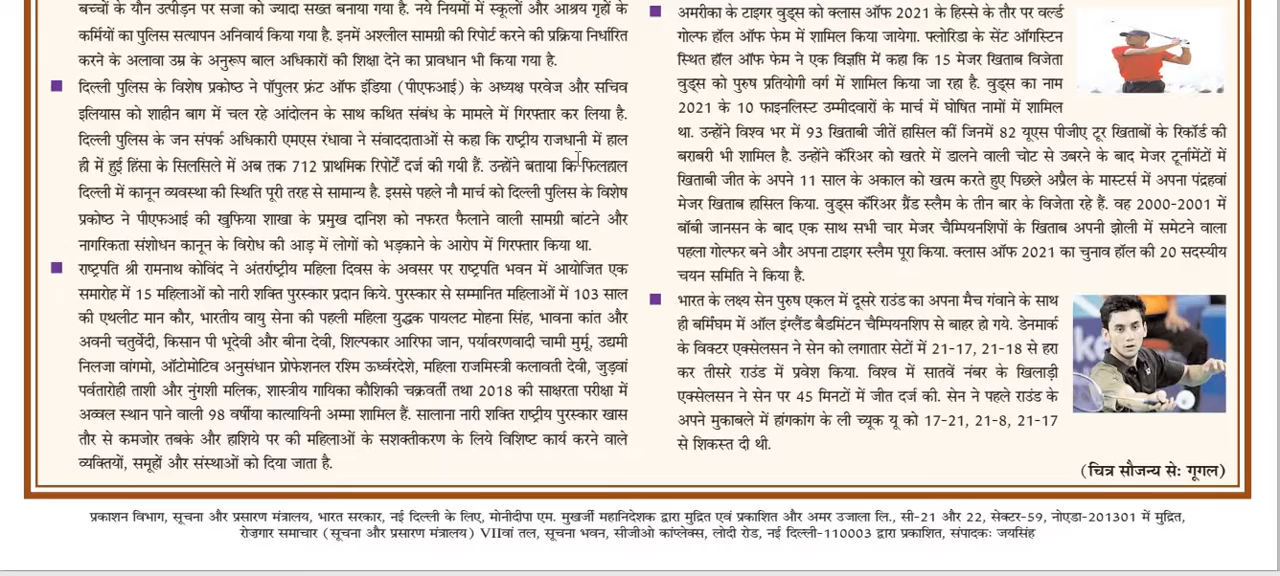 बच्चों के यौन उत्पीड़न पर सजा को ज्यादा सख्त बनाया गया है. नये नियमों में स्कूलों और आश्रय गृहों के
कर्मियों का पुलिस सत्यापन अनिवार्य किया गया है. इनमें अश्लील सामग्री की रिपोर्ट करने की प्रक्रिया निर्धारित
करने के अलावा उम्र के अनुरूप बाल अधिकारों की शिक्षा देने का प्रावधान भी किया गया है.
दिल्ली पुलिस के विशेष प्रकोष्ठ ने पॉपुलर फ्रंट ऑफ इंडिया (पीएफआई) के अध्यक्ष परवेज और सचिव
इलियास को शाहीन बाग में चल रहे आंदोलन के साथ कथित संबंध के मामले में गिरफ्तार कर लिया है.
दिल्ली पुलिस के जन संपर्क अधिकारी एमएस रंधावा ने संवाददाताओं से कहा कि राष्ट्रीय राजधानी में हाल
ही में हुई हिंसा के सिलसिले में अब तक 712 प्राथमिक रिपोर्टें दर्ज की गयी हैं. उन्होंने बताया कि फिलहाल
दिल्ली में कानून व्यवस्था की स्थिति पूरी तरह से सामान्य है. इससे पहले नौ मार्च को दिल्ली पुलिस के विशेष
प्रकोष्ठ ने पीएफआई की खुफिया शाखा के प्रमुख दानिश को नफरत फैलाने वाली सामग्री बांटने और
नागरिकता संशोधन कानून के विरोध की आड़ में लोगों को भड़काने के आरोप में गिरफ्तार किया था.
राष्ट्रपति श्री रामनाथ कोविंद ने अंतर्राष्ट्रीय महिला दिवस के अवसर पर राष्ट्रपति भवन में आयोजित एक
समारोह में 15 महिलाओं को नारी शक्ति पुरस्कार प्रदान किये. पुरस्कार से सम्मानित महिलाओं में 103 साल
की एथलीट मान कौर, भारतीय वायु सेना की पहली महिला युद्धक पायलट मोहना सिंह, भावना कांत और
अवनी चतुर्वेदी, किसान पी भूदेवी और बीना देवी, शिल्पकार आरिफा जान, पर्यावरणवादी चामी मुर्मू, उद्यमी
निलजा वांगमो, ऑटोमोटिव अनुसंधान प्रोफेशनल रश्मि ऊर्ध्वरदेशे, महिला राजमिस्त्री कलावती देवी, जुड़वां
पर्वतारोही ताशी और नुंगशी मलिक, शास्त्रीय गायिका कौशिकी चक्रवर्ती तथा 2018 की साक्षरता परीक्षा में
अव्वल स्थान पाने वाली 98 वर्षीया कात्यायिनी अम्मा शामिल हैं. सालाना नारी शक्ति राष्ट्रीय पुरस्कार खास
तौर से कमजोर तबके और हाशिये पर की महिलाओं के सशक्तीकरण के लिये विशिष्ट कार्य करने वाले
व्यक्तियों, समूहों और संस्थाओं को दिया जाता है.
अमरीका के टाइगर वुड्स को क्लास ऑफ 2021 के हिस्से के तौर पर वर्ल्ड
गोल्फ हॉल ऑफ फेम में शामिल किया जायेगा. फ्लोरिडा के सेंट ऑगस्टिन
स्थित हॉल ऑफ फेम ने एक विज्ञप्ति में कहा कि 15 मेजर खिताब विजेता
वुड्स को पुरुष प्रतियोगी वर्ग में शामिल किया जा रहा है. वुड्स का नाम
2021 के 10 फाइनलिस्ट उम्मीदवारों के मार्च में घोषित नामों में शामिल
था. उन्होंने विश्व भर में 93 खिताबी जीतें हासिल कीं जिनमें 82 यूएस पीजीए टूर खिताबों के रिकॉर्ड की
बराबरी भी शामिल है. उन्होंने कॅरिअर को खतरे में डालने वाली चोट से उबरने के बाद मेजर टूर्नामेंटों में
खिताबी जीत के अपने 11 साल के अकाल को खत्म करते हुए पिछले अप्रैल के मास्टर्स में अपना पंद्रहवां
मेजर खिताब हासिल किया. वुड्स कॅरिअर ग्रैंड स्लैम के तीन बार के विजेता रहे हैं. वह 2000-2001 में
बॉबी जानसन के बाद एक साथ सभी चार मेजर चैम्पियनशिपों के खिताब अपनी झोली में समेटने वाला
पहला गोल्फर बने और अपना टाइगर स्लैम पूरा किया. क्लास ऑफ 2021 का चुनाव हॉल की 20 सदस्यीय
चयन समिति ने किया है.
भारत के लक्ष्य सेन पुरुष एकल में दूसरे राउंड का अपना मैच गंवाने के साथ
ही बर्मिंघम में ऑल इंग्लैंड बैडमिंटन चैम्पियनशिप से बाहर हो गये. डेनमार्क
के विक्टर एक्सेलसन ने सेन को लगातार सेटों में 21-17, 21-18 से हरा
कर तीसरे राउंड में प्रवेश किया. विश्व में सातवें नंबर के खिलाड़ी
एक्सेलसन ने सेन पर 45 मिनटों में जीत दर्ज की. सेन ने पहले राउंड के
अपने मुकाबले में हांगकांग के ली च्यूक यू को 17-21, 21-8, 21-17
से शिकस्त दी थी.
(चित्र सौजन्य से: गूगल)
प्रकाशन विभाग, सूचना और प्रसारण मंत्रालय, भारत सरकार, नई दिल्ली के लिए, मोनीदीपा एम. मुखर्जी महानिदेशक द्वारा मुद्रित एवं प्रकाशित और अमर उजाला लि., सी-21 और 22, सेक्टर-59, नोएडा-201301 में मुद्रित,
रोज़गार समाचार (सूचना और प्रसारण मंत्रालय) VIIवां तल, सूचना भवन, सीजीओ कांप्लेक्स, लोदी रोड, नई दिल्ली-110003 द्वारा प्रकाशित, संपादकः जयसिंह